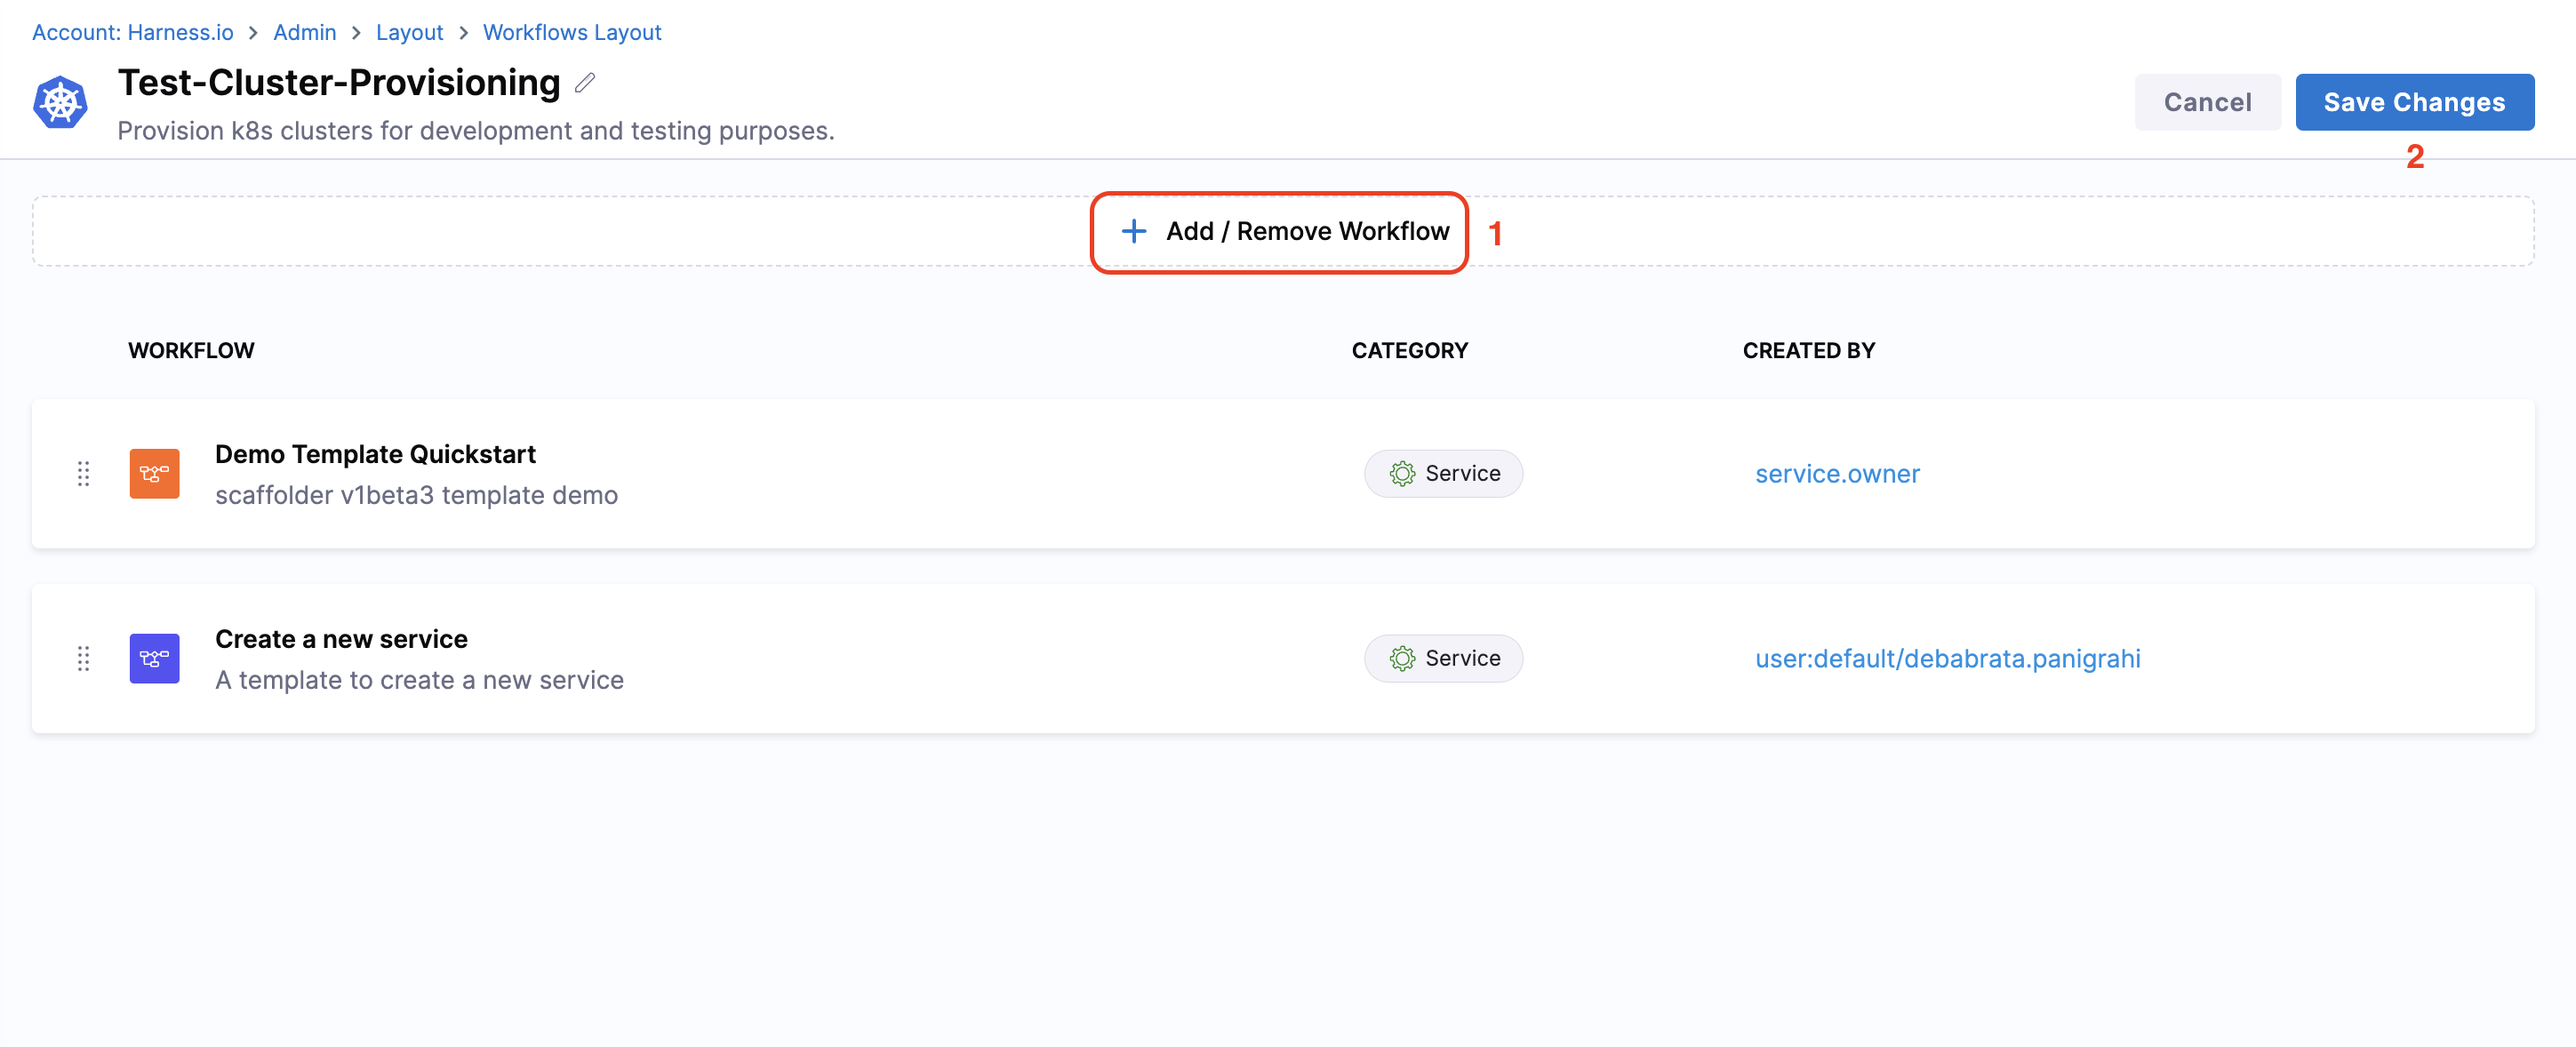 Account: Harness.io > Admin > Layout > Workflows Layout
Test-Cluster-Provisioning
Provision k8s clusters for development and testing purposes.
Cancel
Save Changes
2
+ Add / Remove Workflow
1
WORKFLOW
CATEGORY
CREATED BY
Demo Template Quickstart
scaffolder v1beta3 template demo
Service
service.owner
Create a new service
A template to create a new service
Service
user:default/debabrata.panigrahi